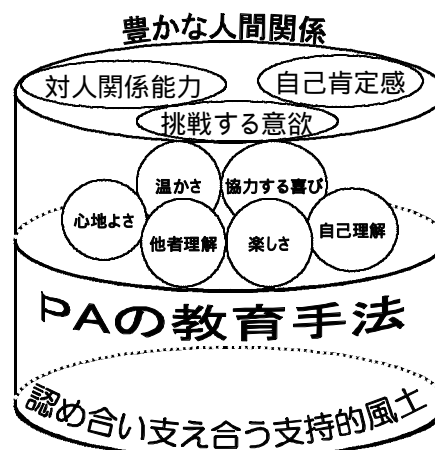 豊かな人間関係
対人関係能力
自己肯定感
挑戦する意欲
温かさ
協力する喜び
心地よさ
他者理解
楽しさ
自己理解
PAの教育手法
認め合い支え合う支持的風土